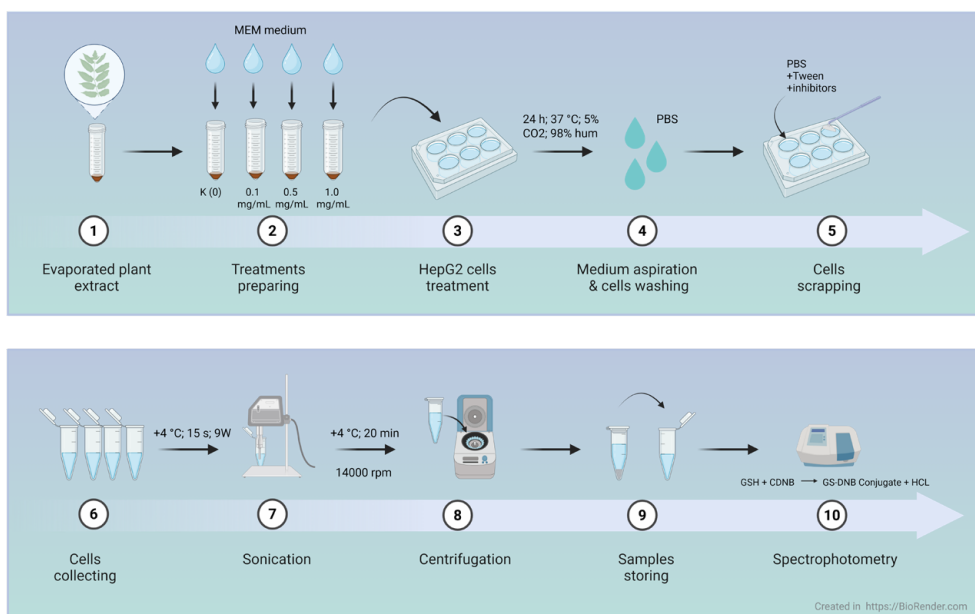 MEM medium
K (0)
0.1
mg/mL
0.5
mg/mL
1.0
mg/mL
24 h; 37 °C; 5%
CO2; 98% hum
PBS
PBS
+Tween
+inhibitors
1
2
3
4
5
Evaporated plant
extract
Treatments
preparing
HepG2 cells
treatment
Medium aspiration
& cells washing
Cells
scrapping
+4 °C; 15 s; 9W
+4 °C; 20 min
14000 rpm
GSH + CDNB → GS-DNB Conjugate + HCL
6
7
8
9
10
Cells
collecting
Sonication
Centrifugation
Samples
storing
Spectrophotometry
Created in https://BioRender.com